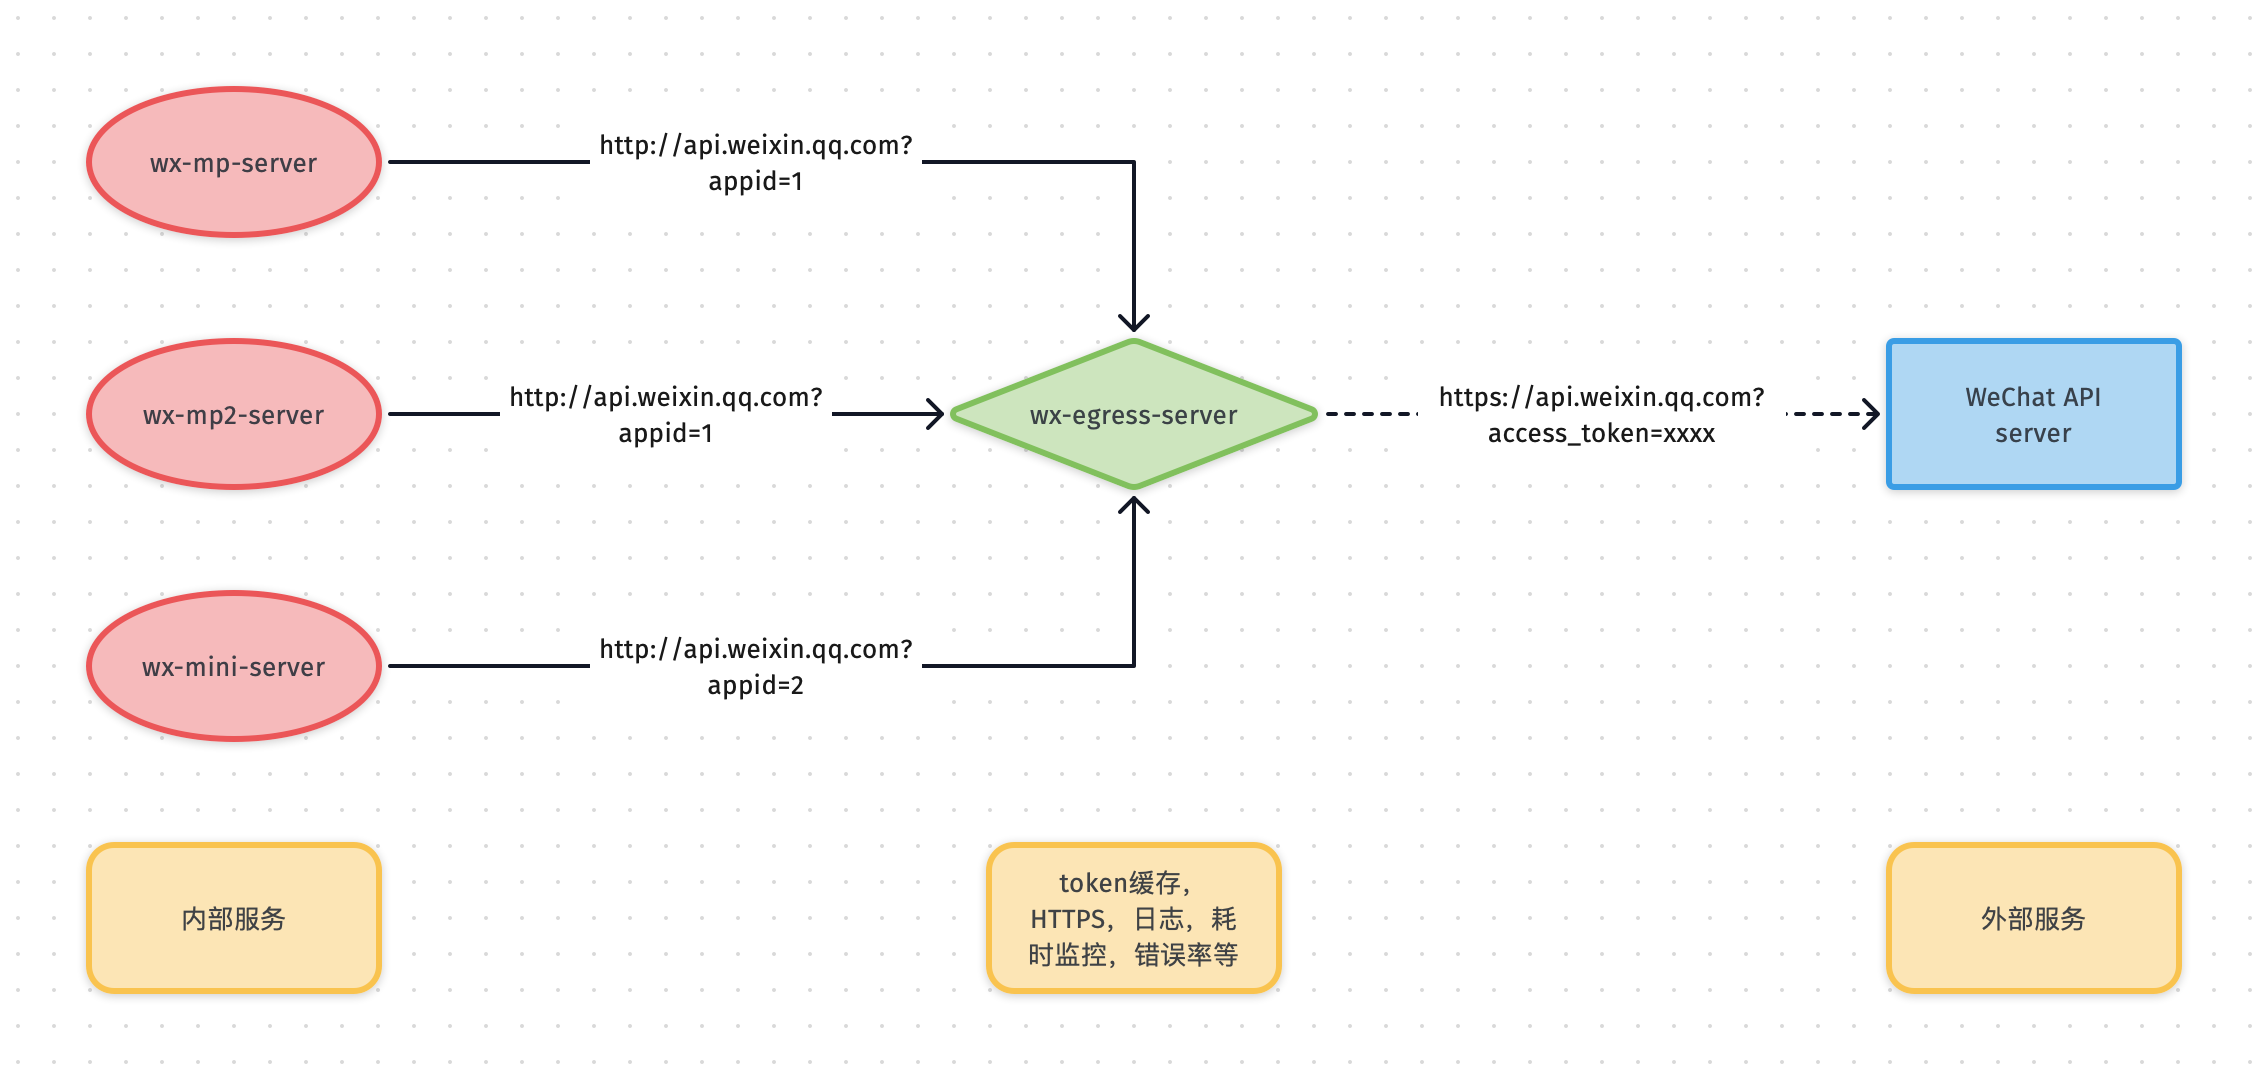 wx-mp-server
http://api.weixin.qq.com?
appid=1
wx-mp2-server
http://api.weixin.qq.com?
appid=1
wx-egress-server
https://api.weixin.qq.com?
access_token=xxxx
WeChat API
server
wx-mini-server
http://api.weixin.qq.com?
appid=2
内部服务
token缓存，
HTTPS，日志，耗
时监控，错误率等
外部服务